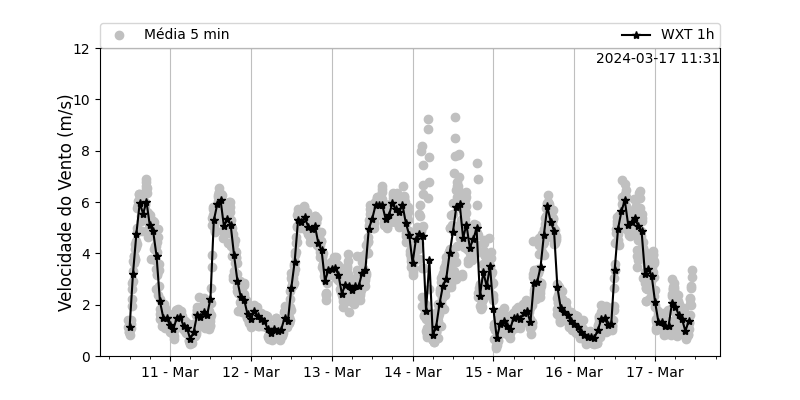 Média 5 min
WXT 1h
2024-03-17 11:31
Velocidade do Vento (m/s)
12
10
8
6
4
2
0
11 - Mar
12 - Mar
13 - Mar
14 - Mar
15 - Mar
16 - Mar
17 - Mar